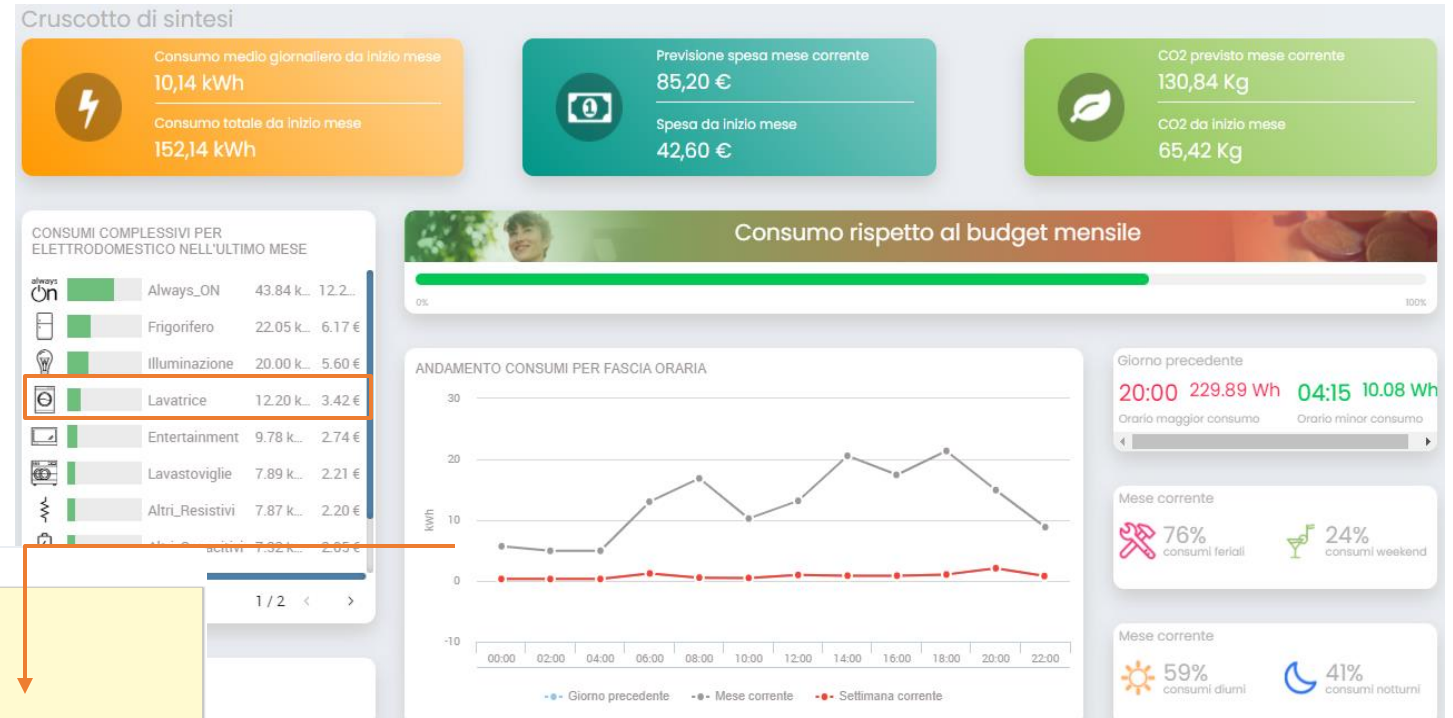 Cruscotto di sintesi
Consumo medio giornaliero da inizio mese
10,14 kWh
Consumo totale da inizio mese
152,14 kWh
Previsione spesa mese corrente
85,20 €
Spesa da inizio mese
42,60 €
CO2 previsto mese corrente
130,84 Kg
CO2 da inizio mese
65,42 Kg
CONSUMI COMPLESSIVI PER
ELETTRODOMESTICO NELL'ULTIMO MESE
always
On
Always_ON 43.84 k... 12.2...
Frigorifero 22.05 k... 6.17 €
Illuminazione 20.00 k... 5.60 €
Lavatrice 12.20 k... 3.42 €
Entertainment 9.78 k... 2.74 €
Lavastoviglie 7.89 k... 2.21 €
Altri_Resistivi 7.87 k... 2.20 €
1 / 2 < >
Consumo rispetto al budget mensile
0% 100%
ANDAMENTO CONSUMI PER FASCIA ORARIA
30
20
10
0
-10
kWh
00:00 02:00 04:00 06:00 08:00 10:00 12:00 14:00 16:00 18:00 20:00 22:00
Giorno precedente Mese corrente Settimana corrente
Giorno precedente
20:00 229.89 Wh 04:15 10.08 Wh
Orario maggior consumo Orario minor consumo
Mese corrente
76% 24%
consumi feriali consumi weekend
Mese corrente
59% 41%
consumi diurni consumi notturni